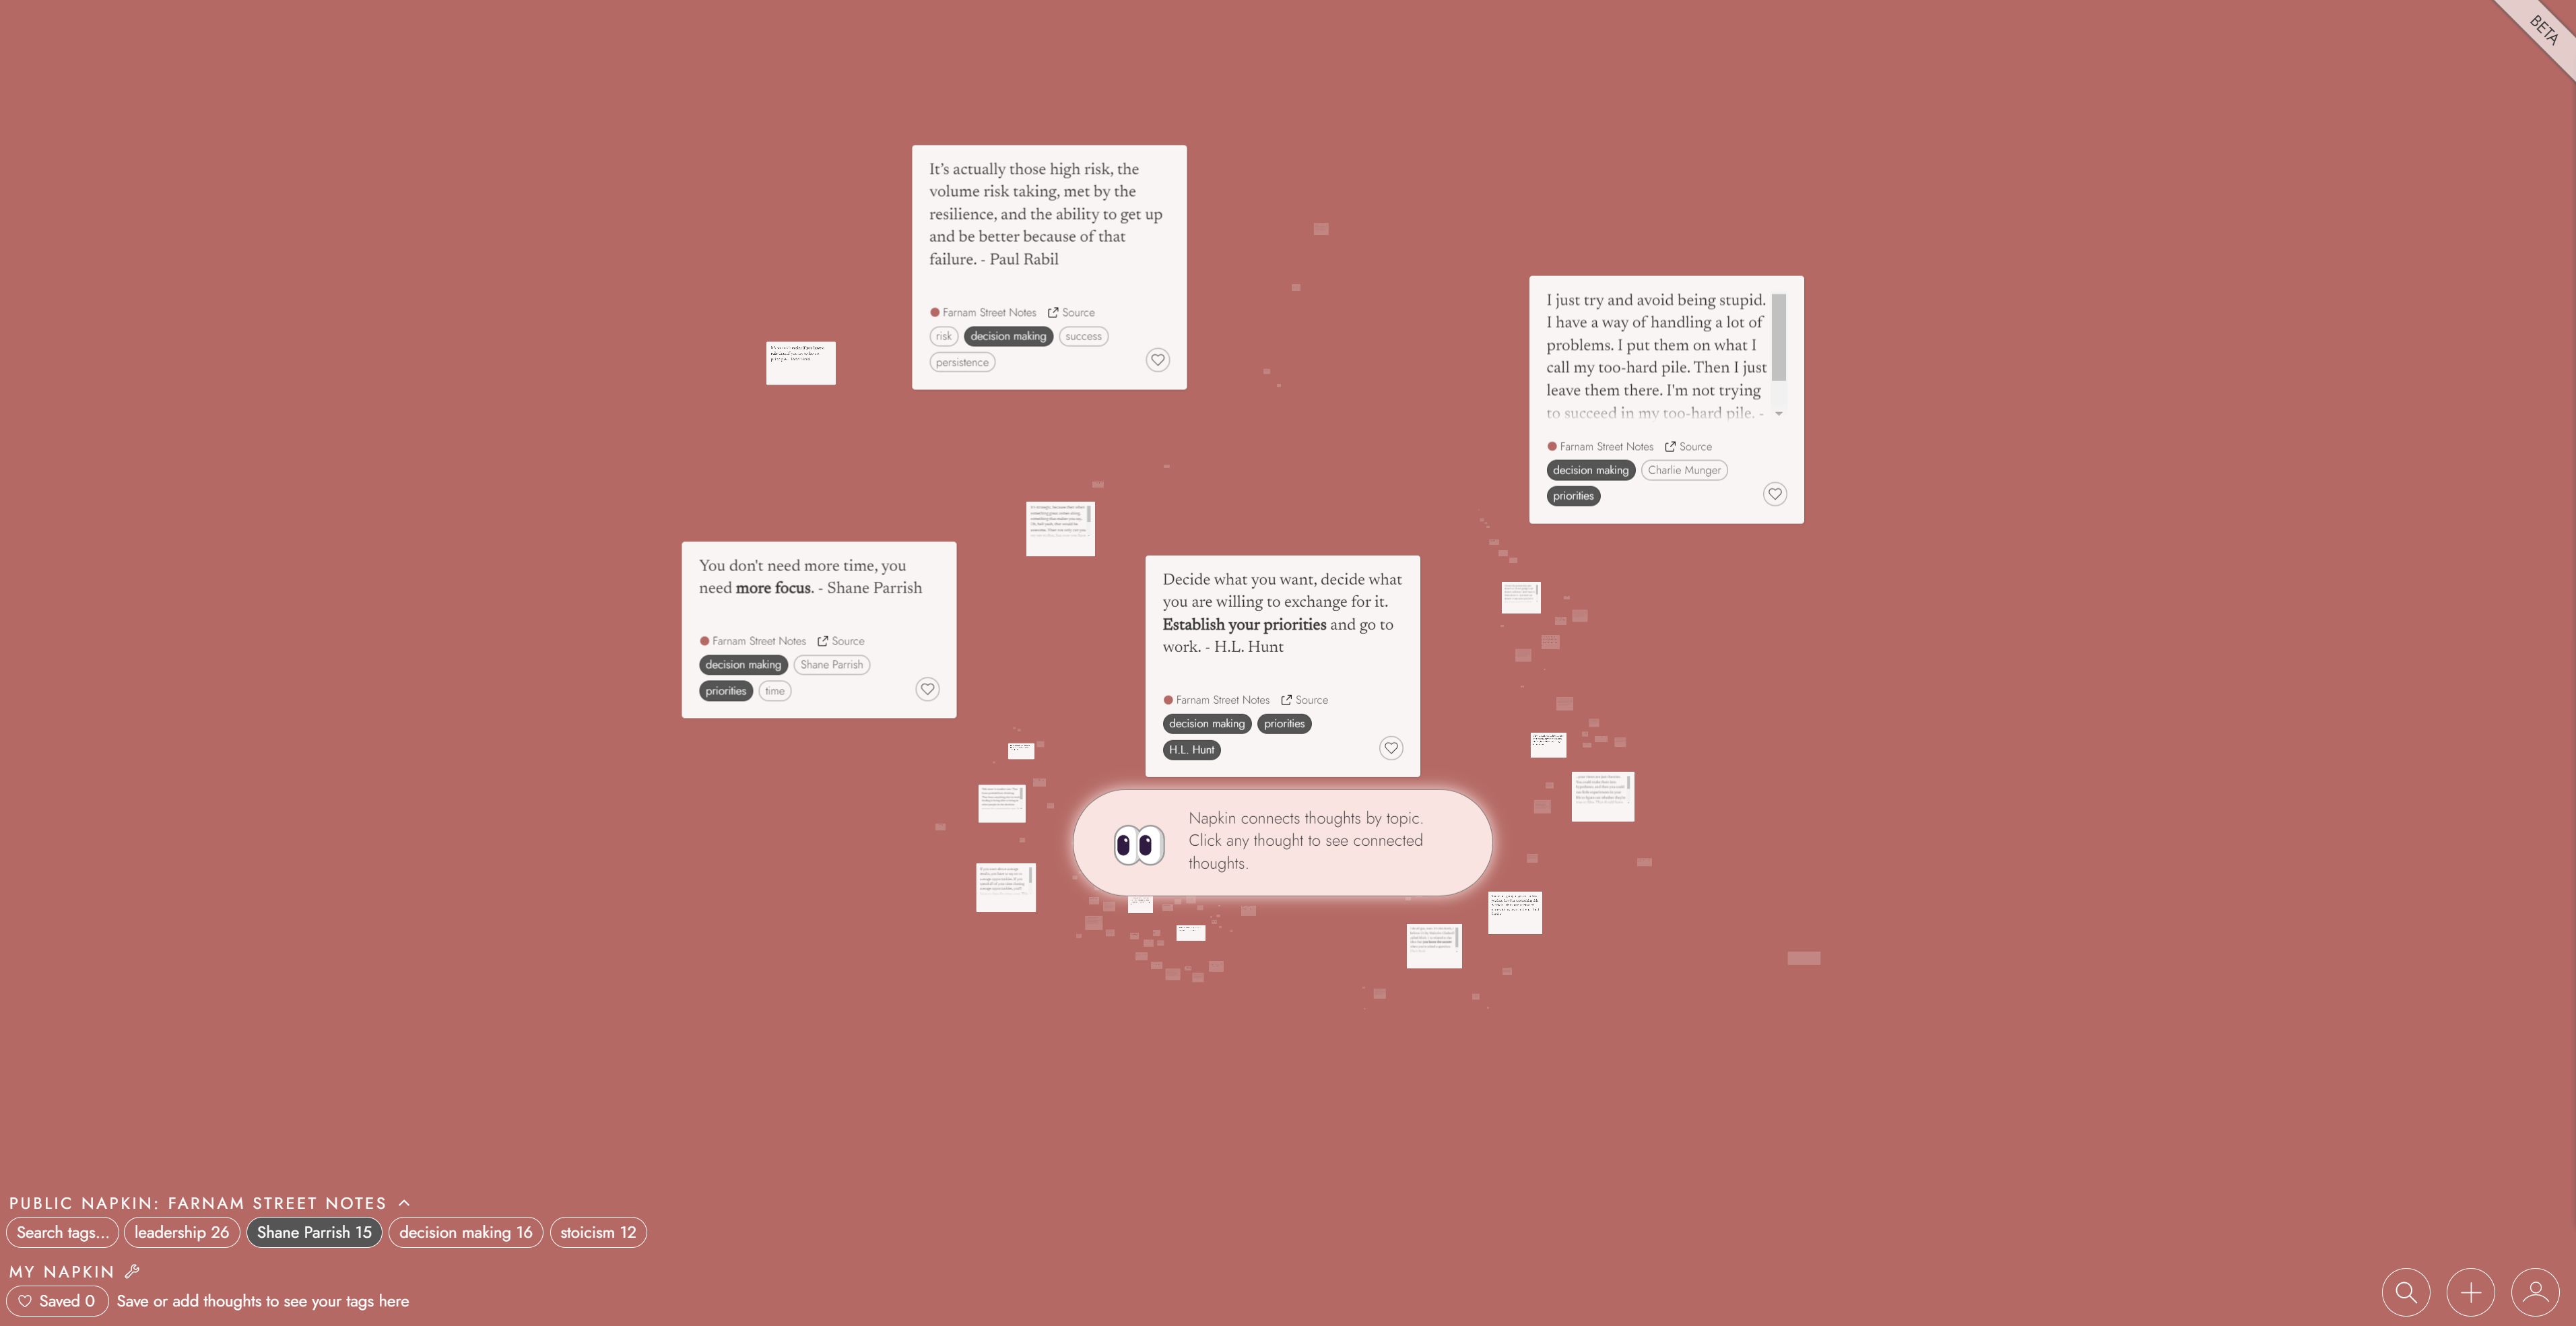 BETA
It’s actually those high risk, the
volume risk taking, met by the
resilience, and the ability to get up
and be better because of that
failure. - Paul Rabil
Farnam Street Notes Source
risk decision making success
persistence
I just try and avoid being stupid.
I have a way of handling a lot of
problems. I put them on what I
call my too-hard pile. Then I just
leave them there. I'm not trying
to succeed in my too-hard pile. -
Farnam Street Notes Source
decision making Charlie Munger
priorities
You don't need more time, you
need more focus. - Shane Parrish
Farnam Street Notes Source
decision making Shane Parrish
priorities time
Decide what you want, decide what
you are willing to exchange for it.
Establish your priorities and go to
work. - H.L. Hunt
Farnam Street Notes Source
decision making priorities
H.L. Hunt
Napkin connects thoughts by topic.
Click any thought to see connected
thoughts.
PUBLIC NAPKIN: FARNAM STREET NOTES
Search tags... leadership 26 Shane Parrish 15 decision making 16 stoicism 12
MY NAPKIN
Saved 0 Save or add thoughts to see your tags here